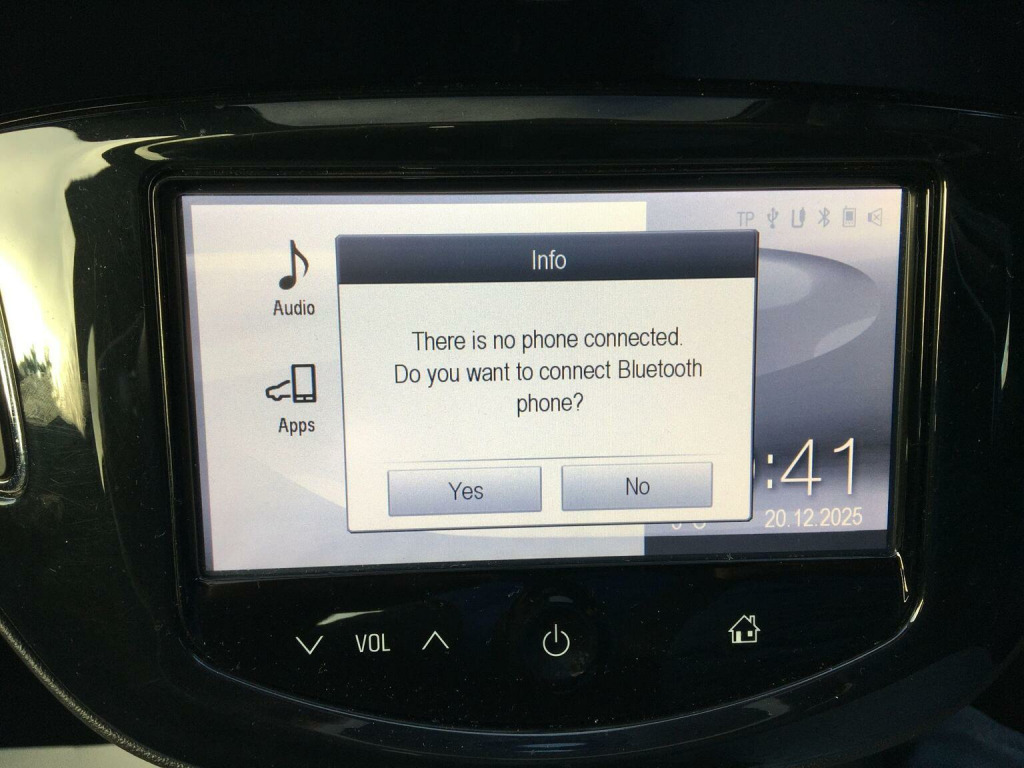 TP
Info
Audio
There is no phone connected.
Do you want to connect Bluetooth
phone?
Apps
:41
Yes
No
20.12.2025
VOL